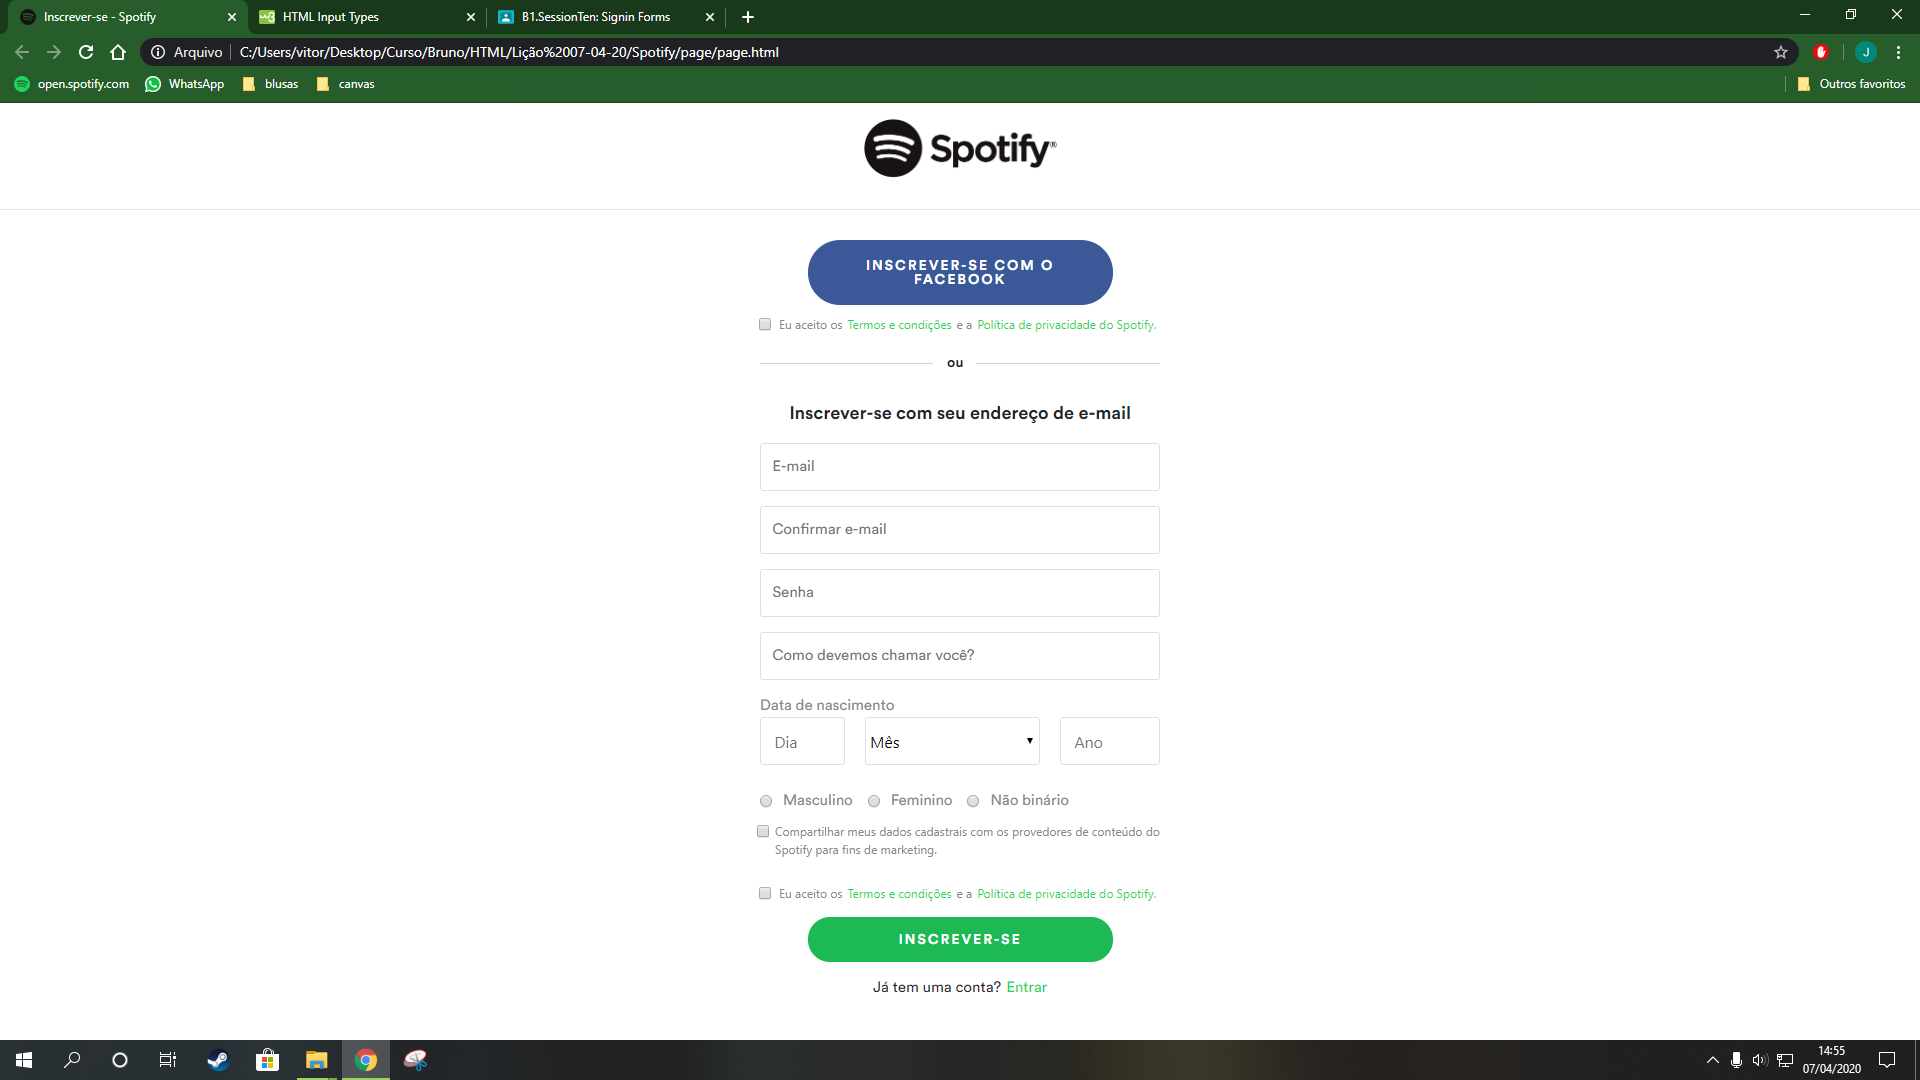 Inscrever-se - Spotify
HTML Input Types
B1.SessionTen: Signin Forms
Arquivo
C:/Users/vitor/Desktop/Curso/Bruno/HTML/Lição%2007-04-20/Spotify/page/page.html
J
open.spotify.com
WhatsApp
blusas
canvas
Outros favoritos
Spotify®
INSCREVER-SE COM O
FACEBOOK
Eu aceito os Termos e condições e a Política de privacidade do Spotify.
ou
Inscrever-se com seu endereço de e-mail
E-mail
Confirmar e-mail
Senha
Como devemos chamar você?
Data de nascimento
Dia
Mês
Ano
Masculino Feminino Não binário
Compartilhar meus dados cadastrais com os provedores de conteúdo do
Spotify para fins de marketing.
Eu aceito os Termos e condições e a Política de privacidade do Spotify.
INSCREVER-SE
Já tem uma conta? Entrar
14:55
07/04/2020